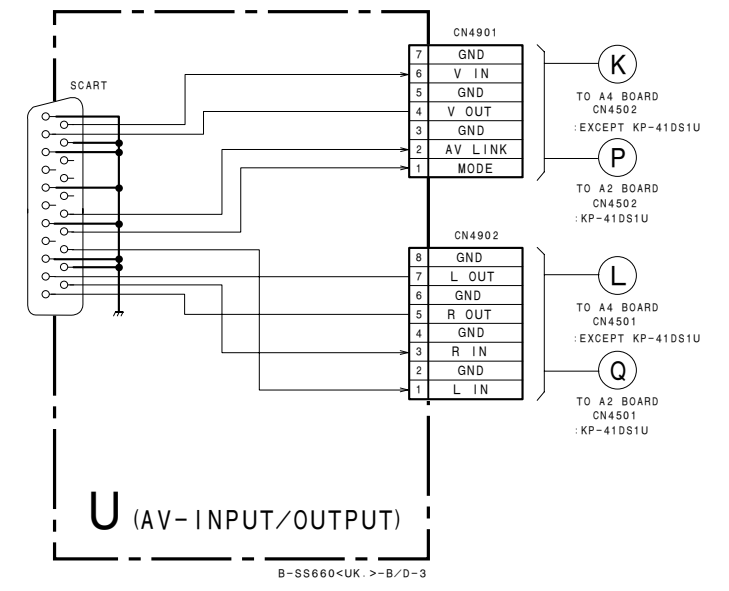 SCART
CN4901
7 GND
6 V IN
5 GND
4 V OUT
3 GND
2 AV LINK
1 MODE
K
TO A4 BOARD
CN4502
:EXCEPT KP-41DS1U
P
TO A2 BOARD
CN4502
:KP-41DS1U
CN4902
8 GND
7 L OUT
6 GND
5 R OUT
4 GND
3 R IN
2 GND
1 L IN
L
TO A4 BOARD
CN4501
:EXCEPT KP-41DS1U
Q
TO A2 BOARD
CN4501
:KP-41DS1U
U (AV-INPUT/OUTPUT)
B-SS660<UK.>-B/D-3